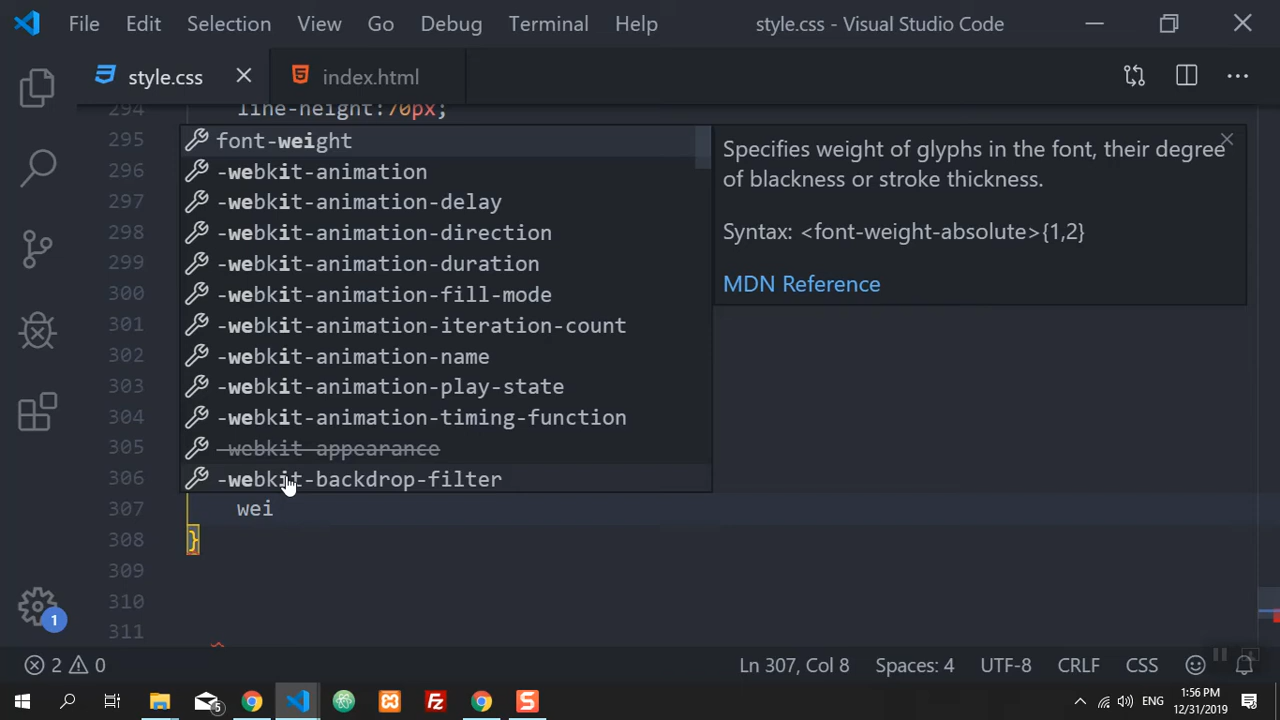 File Edit Selection View Go Debug Terminal Help style.css - Visual Studio Code
style.css index.html
294 line-height:70px;
295 font-weight
296 -webkit-animation
297 -webkit-animation-delay
298 -webkit-animation-direction
299 -webkit-animation-duration
300 -webkit-animation-fill-mode
301 -webkit-animation-iteration-count
302 -webkit-animation-name
303 -webkit-animation-play-state
304 -webkit-animation-timing-function
305 -webkit-appearance
306 -webkit-backdrop-filter
Specifies weight of glyphs in the font, their degree
of blackness or stroke thickness.
Syntax: <font-weight-absolute>{1,2}
MDN Reference
307 wei
308 }
309
310
311
1
2 0 Ln 307, Col 8 Spaces: 4 UTF-8 CRLF CSS
5 ENG 1:56 PM
12/31/2019